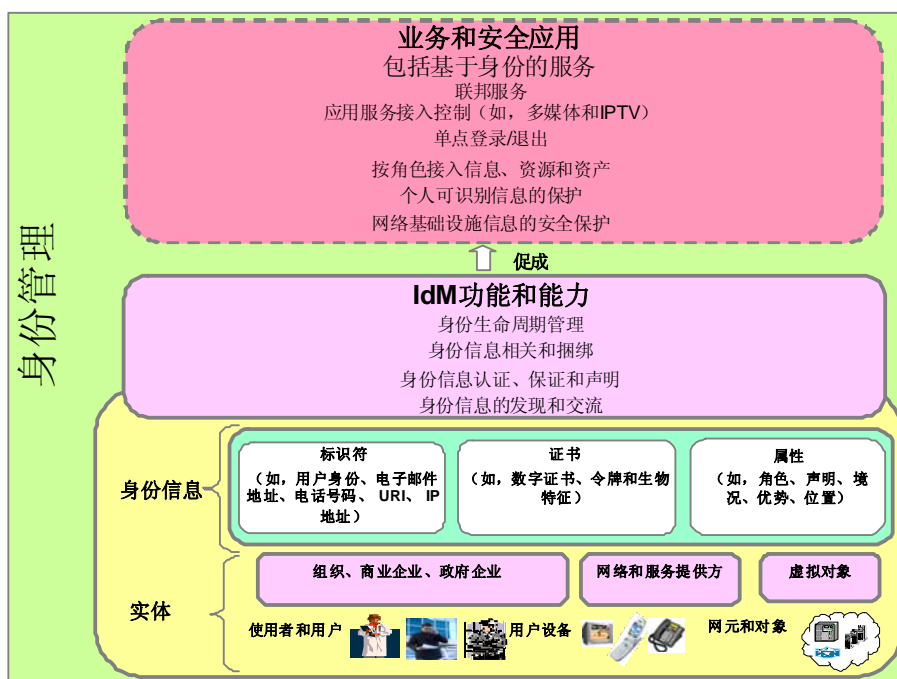 业务和安全应用
包括基于身份的服务
联邦服务
应用服务接入控制（如，多媒体和IPTV）
单点登录/退出
按角色接入信息、资源和资产
个人可识别信息的保护
网络基础设施信息的安全保护
促成
身份管理
IdM功能和能力
身份生命周期管理
身份信息相关和捆绑
身份信息认证、保证和声明
身份信息的发现和交流
身份信息
标识符
（如，用户身份、电子邮件
地址、电话号码、 URI、 IP
地址）
证书
（如，数字证书、令牌和生物
特征）
属性
（如，角色、声明、境
况、优势、位置）
实体
组织、商业企业、政府企业
网络和服务提供方
虚拟对象
使用者和用户
用户设备
网元和对象